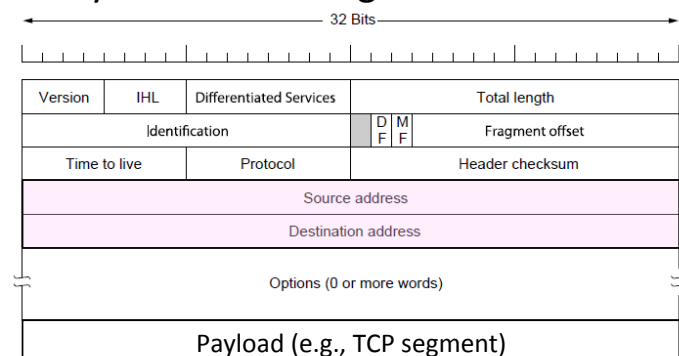 32 Bits
Version IHL Differentiated Services Total length
Identification D F M F Fragment offset
Time to live Protocol Header checksum
Source address
Destination address
Options (0 or more words)
Payload (e.g., TCP segment)